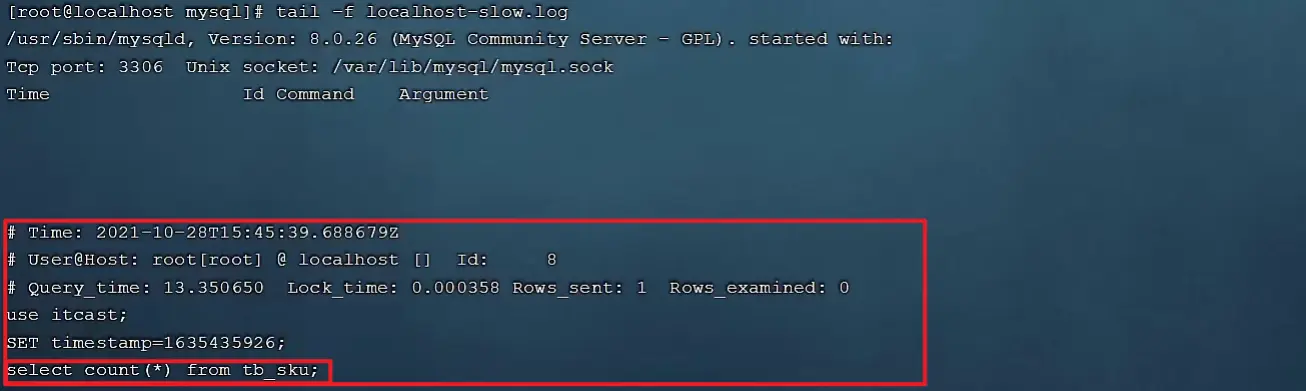 [root@localhost mysql]# tail -f localhost-slow.log
/usr/sbin/mysqld, Version: 8.0.26 (MySQL Community Server - GPL). started with:
Tcp port: 3306  Unix socket: /var/lib/mysql/mysql.sock
Time                 Id Command    Argument
# Time: 2021-10-28T15:45:39.688679Z
# User@Host: root[root] @ localhost []  Id:     8
# Query_time: 13.350650  Lock_time: 0.000358 Rows_sent: 1  Rows_examined: 0
use itcast;
SET timestamp=1635435926;
select count(*) from tb_sku;